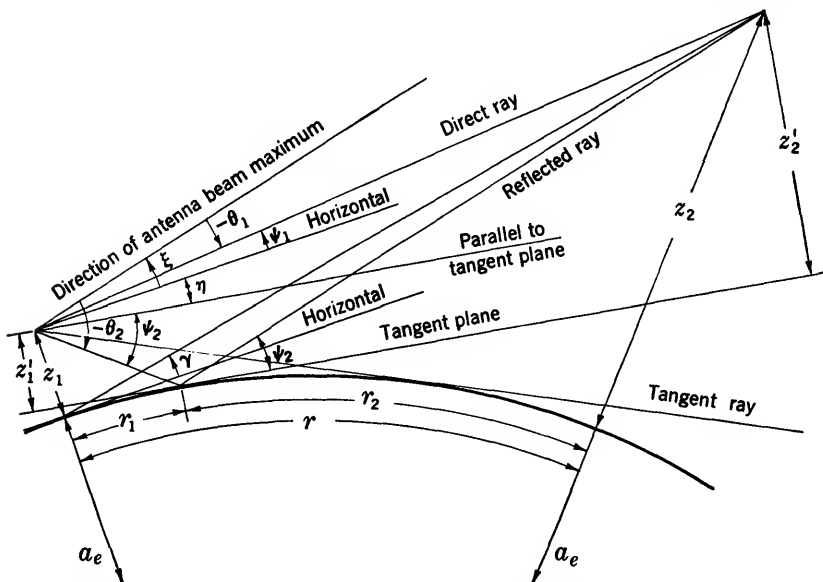 Direction of antenna beam maximum
Direct ray
Reflected ray
z₂′
z₂
-θ₁
Horizontal
ψ₁
ξ
Parallel to
tangent plane
η
Horizontal
-θ₂
ψ₂
Tangent plane
z₁′
z₁
γ
ψ₂
Tangent ray
r₁
r₂
r
aₑ
aₑ